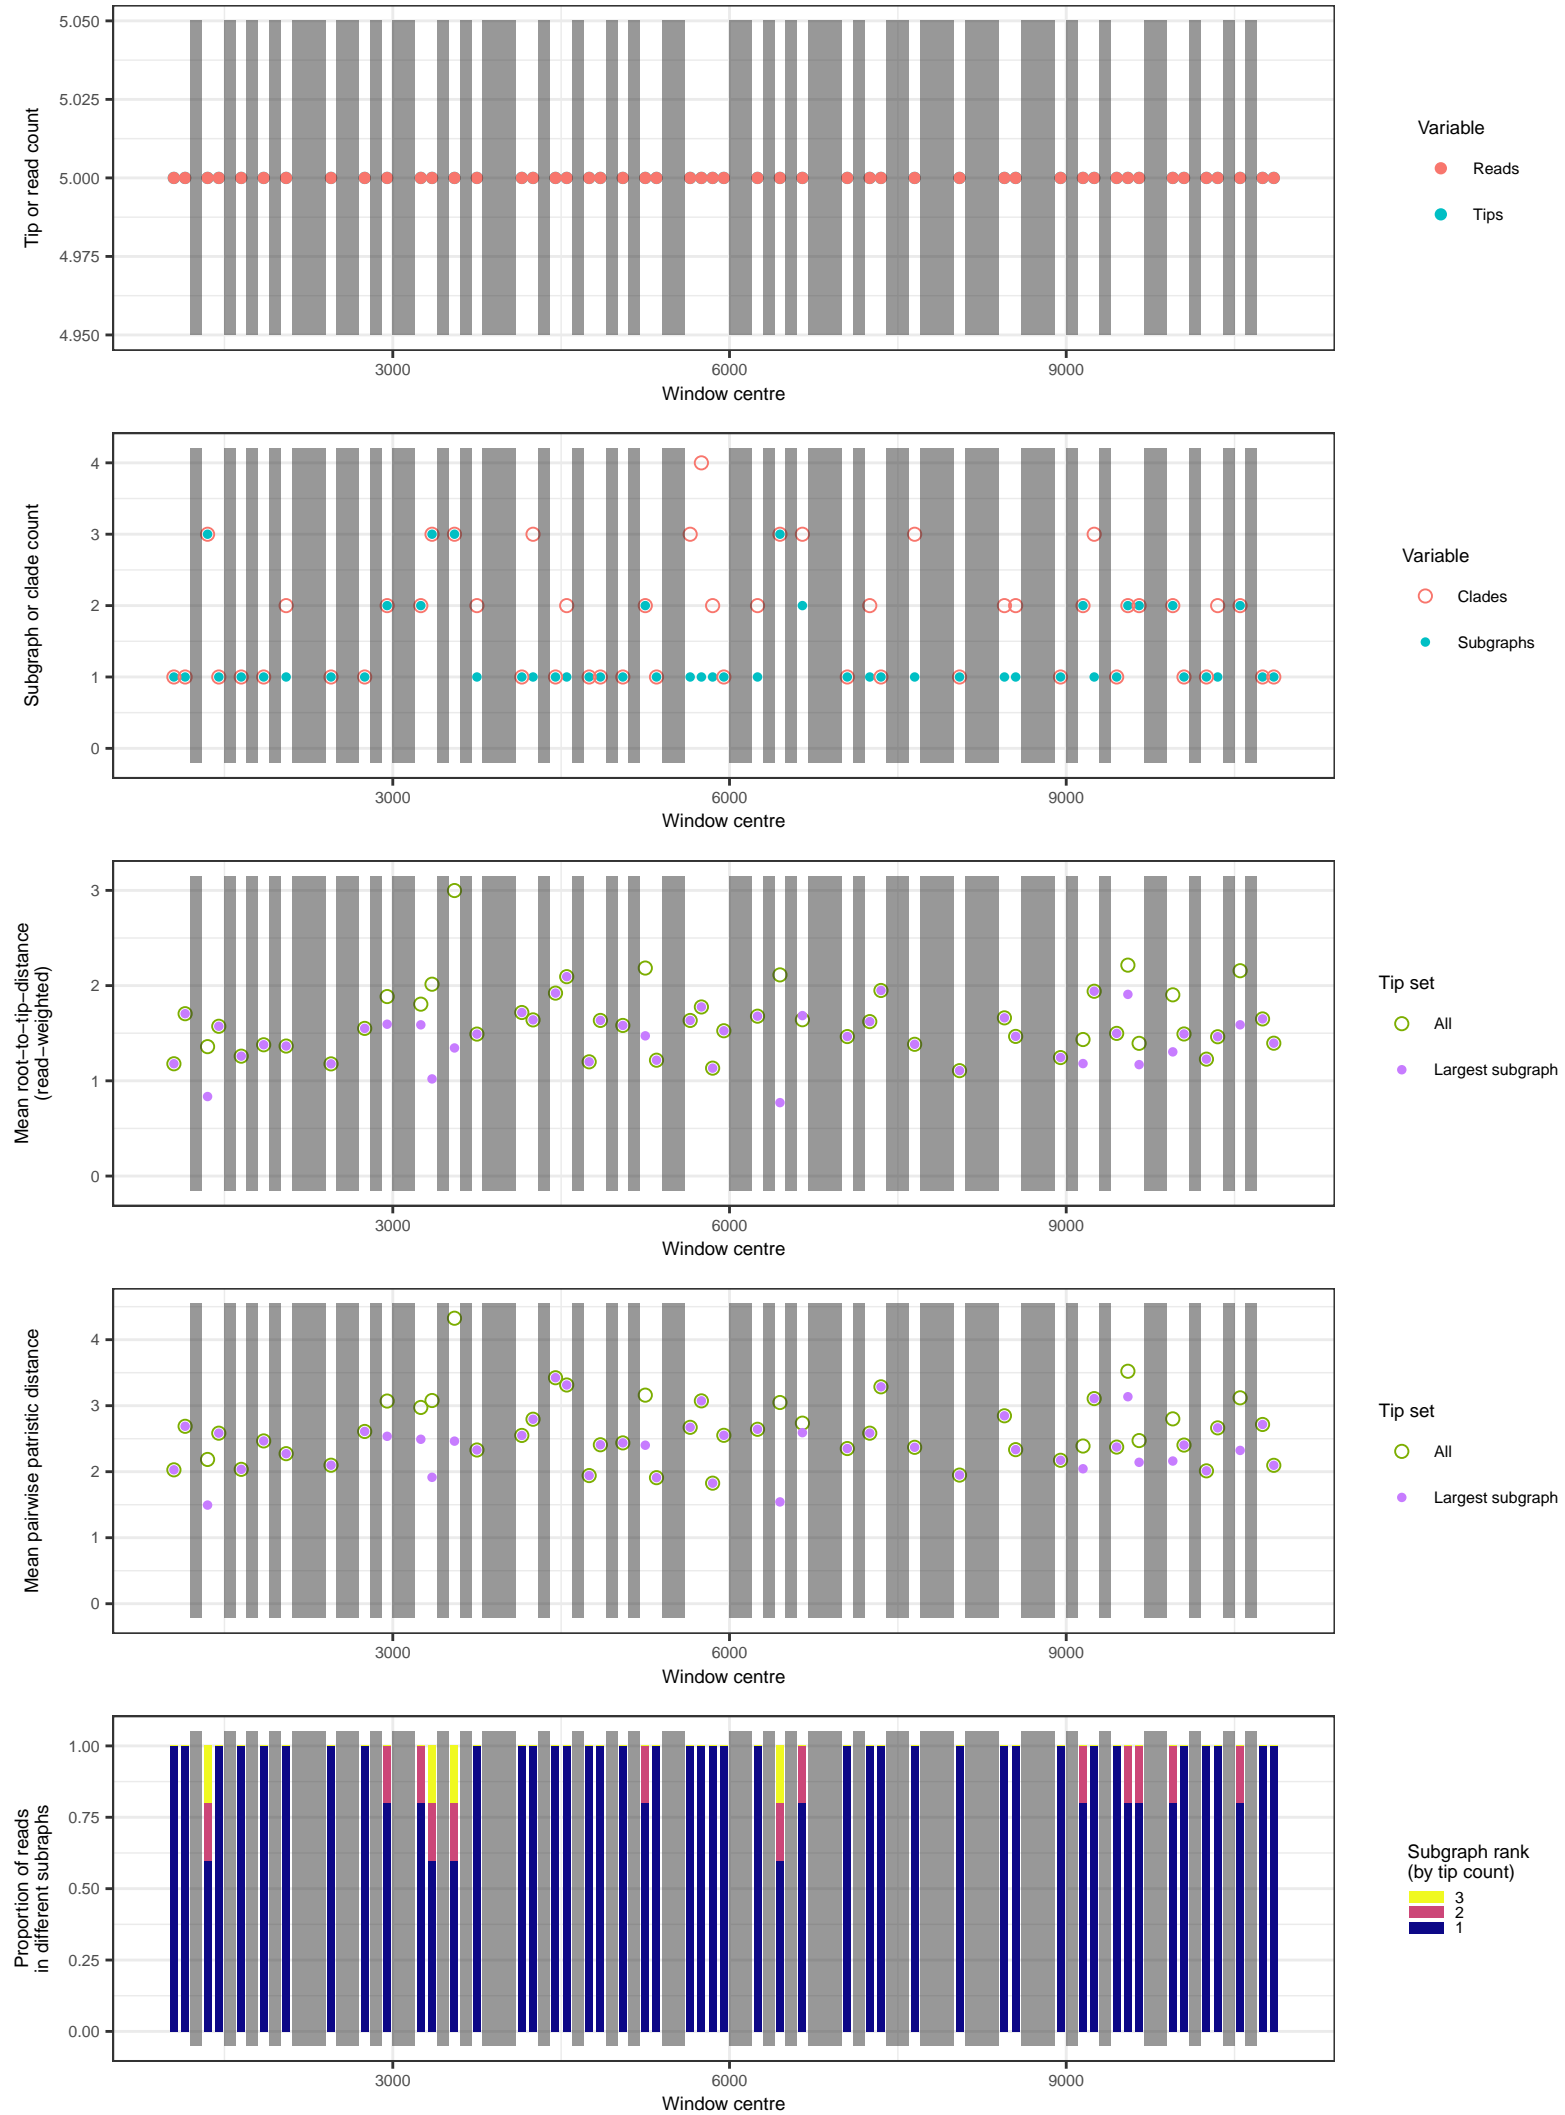 5.050
5.025
5.000
4.975
4.950
Tip or read count
3000 6000 9000
Window centre
Variable
Reads
Tips
4
3
2
1
0
Subgraph or clade count
3000 6000 9000
Window centre
Variable
Clades
Subgraphs
3
2
1
0
Mean root−to−tip−distance
(read−weighted)
3000 6000 9000
Window centre
Tip set
All
Largest subgraph
4
3
2
1
0
Mean pairwise patristic distance
3000 6000 9000
Window centre
Tip set
All
Largest subgraph
1.00
0.75
0.50
0.25
0.00
Proportion of reads
in different subraphs
3000 6000 9000
Window centre
Subgraph rank
(by tip count)
3
2
1